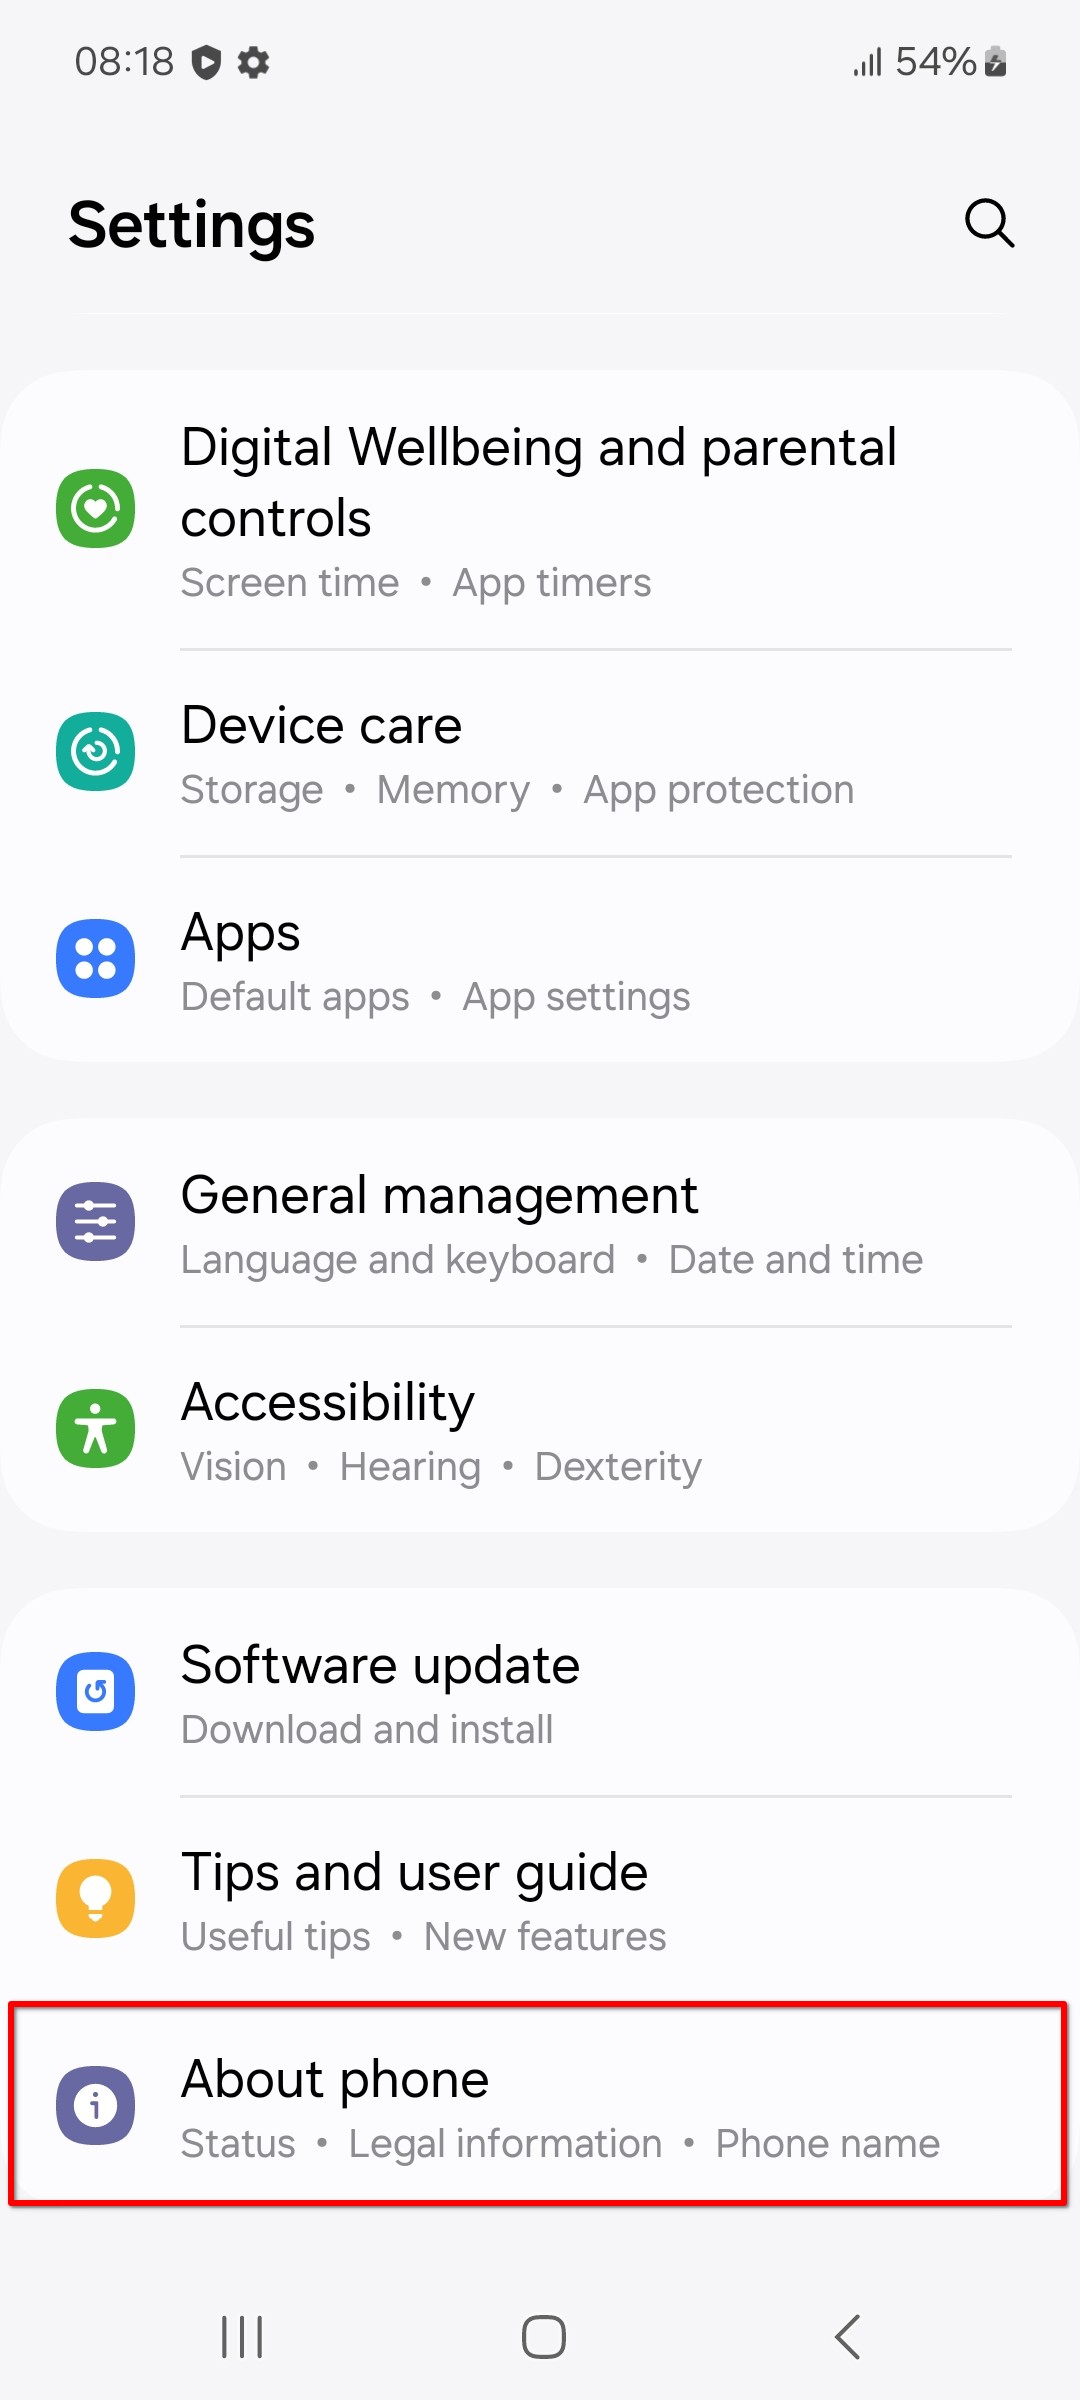 08:18 54%
Settings
Digital Wellbeing and parental
controls
Screen time • App timers
Device care
Storage • Memory • App protection
Apps
Default apps • App settings
General management
Language and keyboard • Date and time
Accessibility
Vision • Hearing • Dexterity
Software update
Download and install
Tips and user guide
Useful tips • New features
About phone
Status • Legal information • Phone name